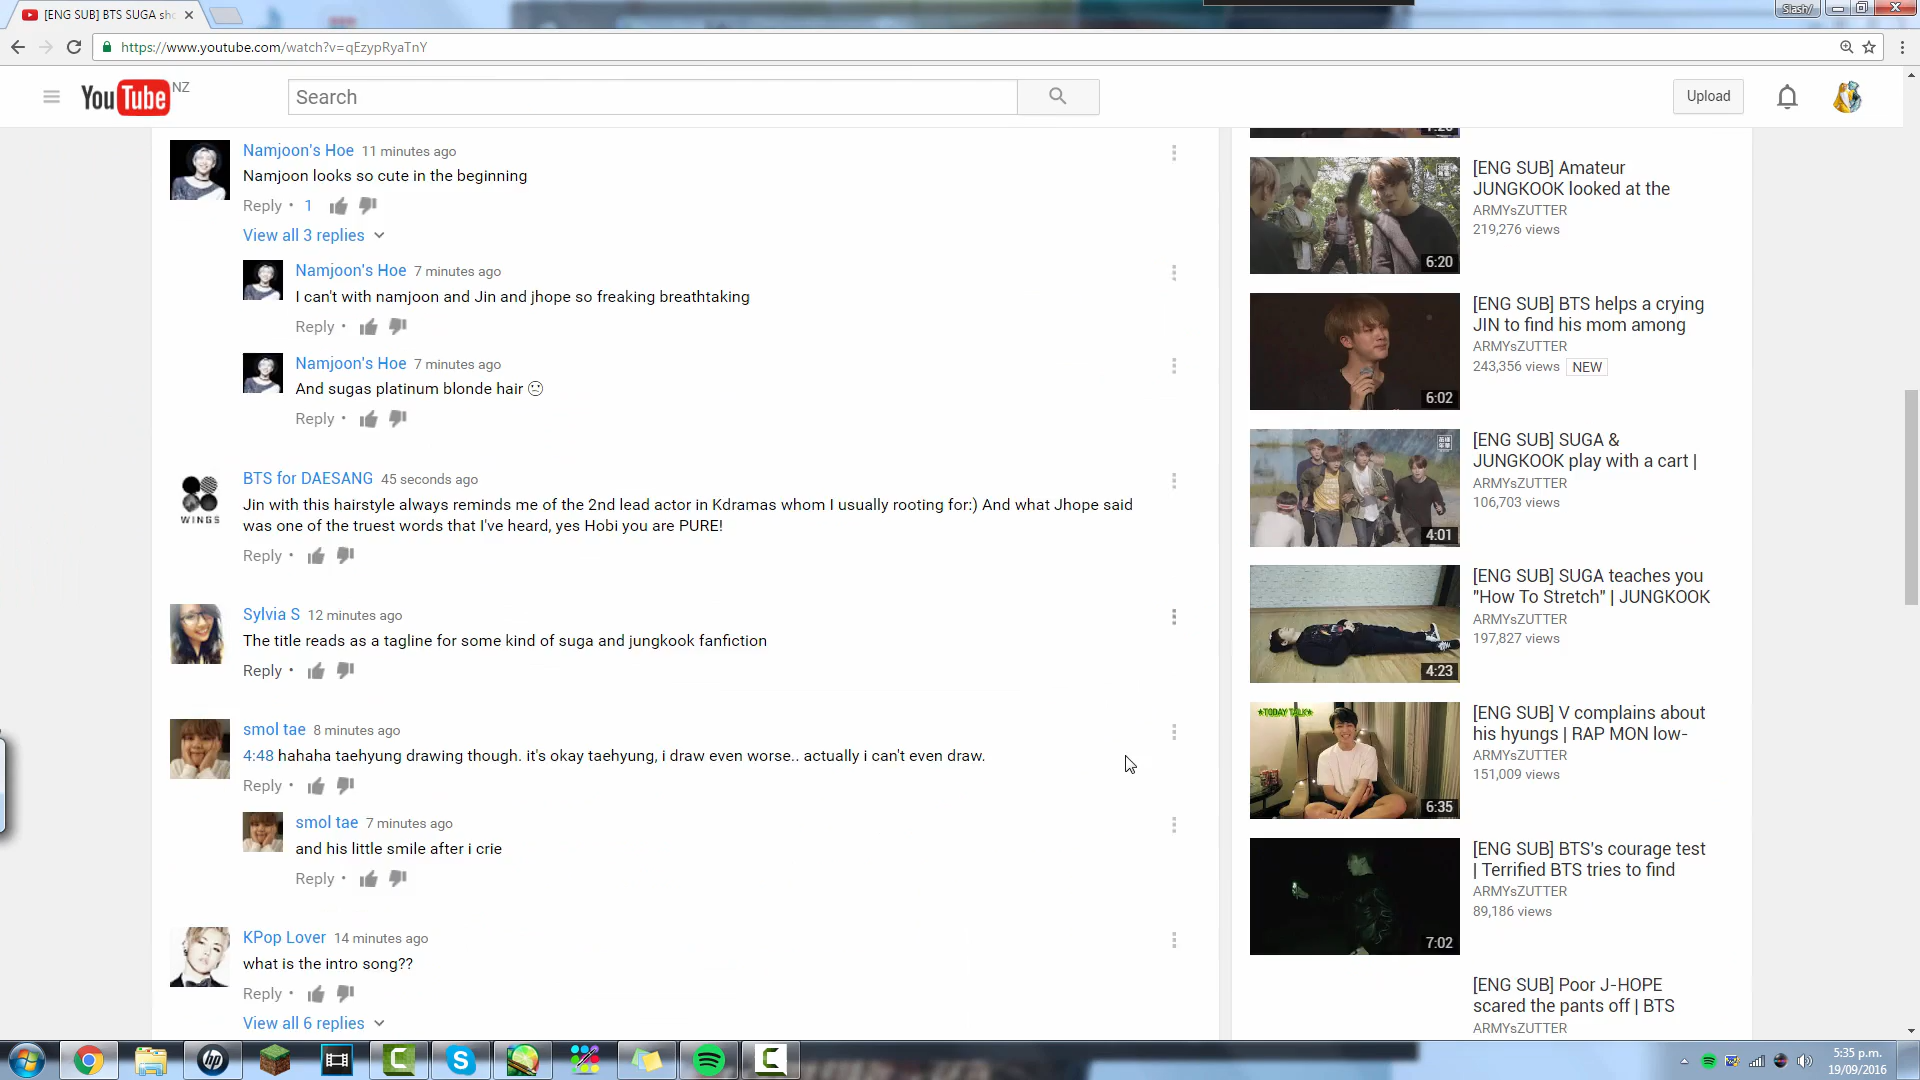 [ENG SUB] BTS SUGA sho
Slash/
https://www.youtube.com/watch?v=qEzypRyaTnY
YouTube NZ
Search
Upload
Namjoon's Hoe 11 minutes ago
Namjoon looks so cute in the beginning
Reply • 1
View all 3 replies
Namjoon's Hoe 7 minutes ago
I can't with namjoon and Jin and jhope so freaking breathtaking
Reply •
Namjoon's Hoe 7 minutes ago
And sugas platinum blonde hair ☹
Reply •
WINGS
BTS for DAESANG 45 seconds ago
Jin with this hairstyle always reminds me of the 2nd lead actor in Kdramas whom I usually rooting for:) And what Jhope said
was one of the truest words that I've heard, yes Hobi you are PURE!
Reply •
Sylvia S 12 minutes ago
The title reads as a tagline for some kind of suga and jungkook fanfiction
Reply •
smol tae 8 minutes ago
4:48 hahaha taehyung drawing though. it's okay taehyung, i draw even worse.. actually i can't even draw.
Reply •
smol tae 7 minutes ago
and his little smile after i crie
Reply •
KPop Lover 14 minutes ago
what is the intro song??
Reply •
View all 6 replies
[ENG SUB] Amateur
JUNGKOOK looked at the
ARMYsZUTTER
219,276 views
6:20
[ENG SUB] BTS helps a crying
JIN to find his mom among
ARMYsZUTTER
243,356 views NEW
6:02
[ENG SUB] SUGA &
JUNGKOOK play with a cart |
ARMYsZUTTER
106,703 views
4:01
[ENG SUB] SUGA teaches you
"How To Stretch" | JUNGKOOK
ARMYsZUTTER
197,827 views
4:23
★TODAY TALK★
[ENG SUB] V complains about
his hyungs | RAP MON low-
ARMYsZUTTER
151,009 views
6:35
[ENG SUB] BTS's courage test
| Terrified BTS tries to find
ARMYsZUTTER
89,186 views
7:02
[ENG SUB] Poor J-HOPE
scared the pants off | BTS
ARMYsZUTTER
5:35 p.m.
19/09/2016